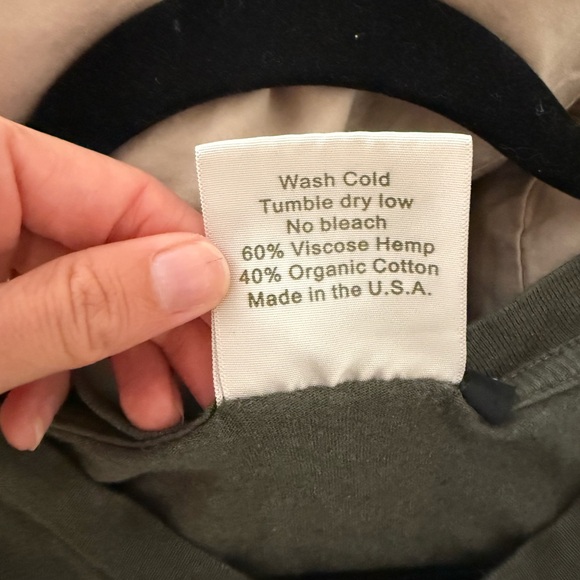 Wash Cold
Tumble dry low
No bleach
60% Viscose Hemp
40% Organic Cotton
Made in the U.S.A.